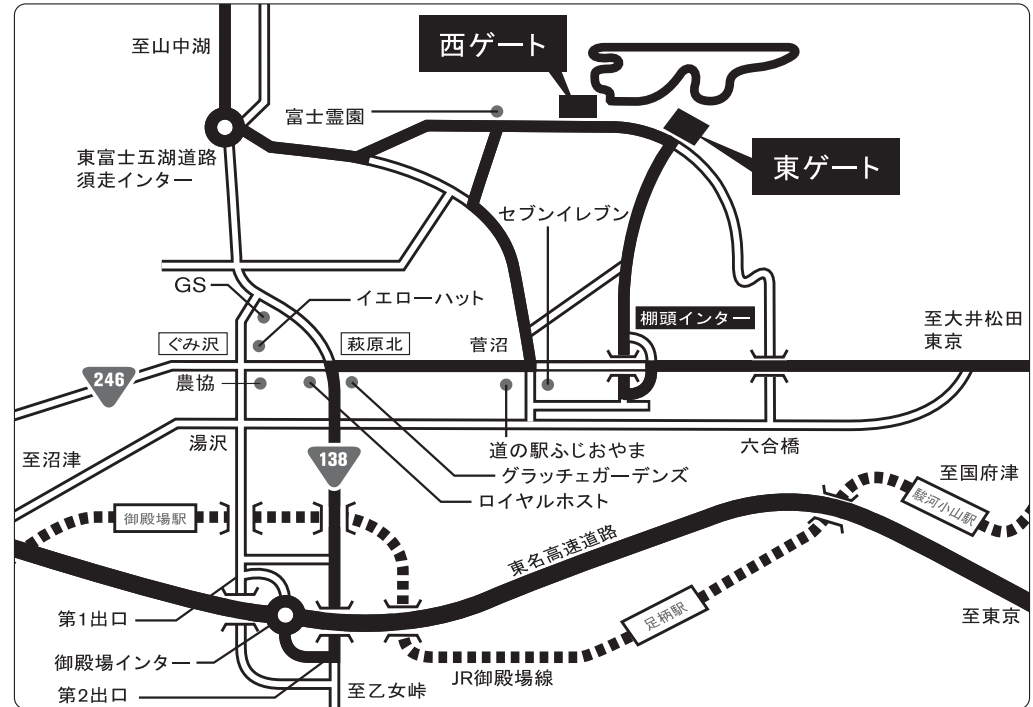 至山中湖
西ゲート
富士霊園
東富士五湖道路
須走インター
東ゲート
セブンイレブン
GS
イエローハット
棚頭インター
至大井松田
東京
ぐみ沢
萩原北
菅沼
246
農協
湯沢
138
道の駅ふじおやま
六合橋
至沼津
グラッチェガーデンズ
ロイヤルホスト
至国府津
御殿場駅
駿河小山駅
東名高速道路
第1出口
足柄駅
至東京
御殿場インター
JR御殿場線
第2出口
至乙女峠